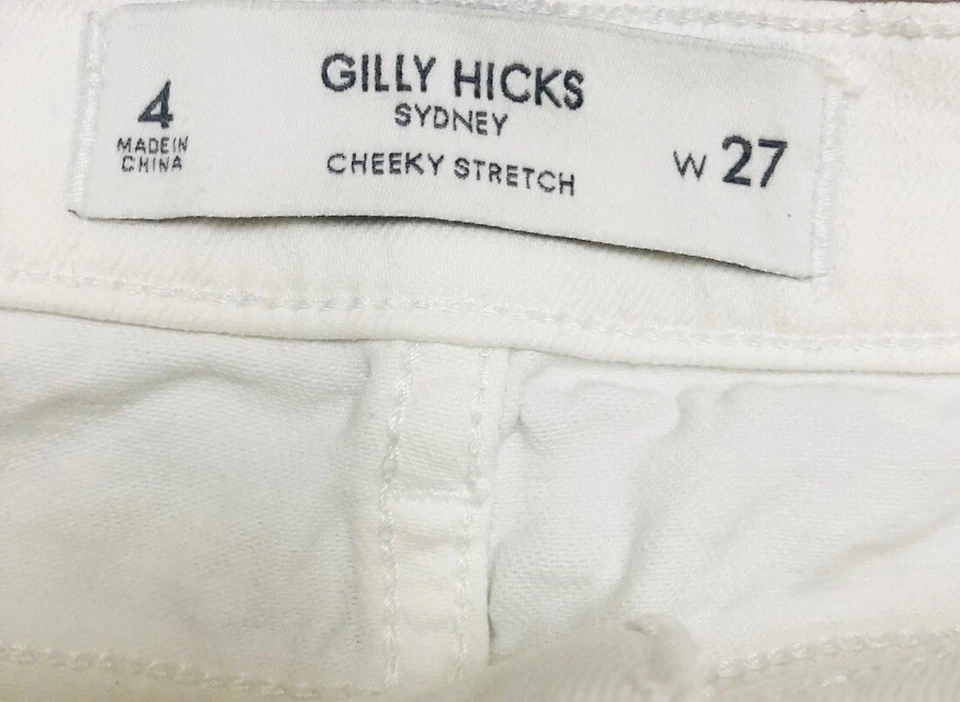 4
MADE IN
CHINA
GILLY HICKS
SYDNEY
CHEEKY STRETCH
W 27